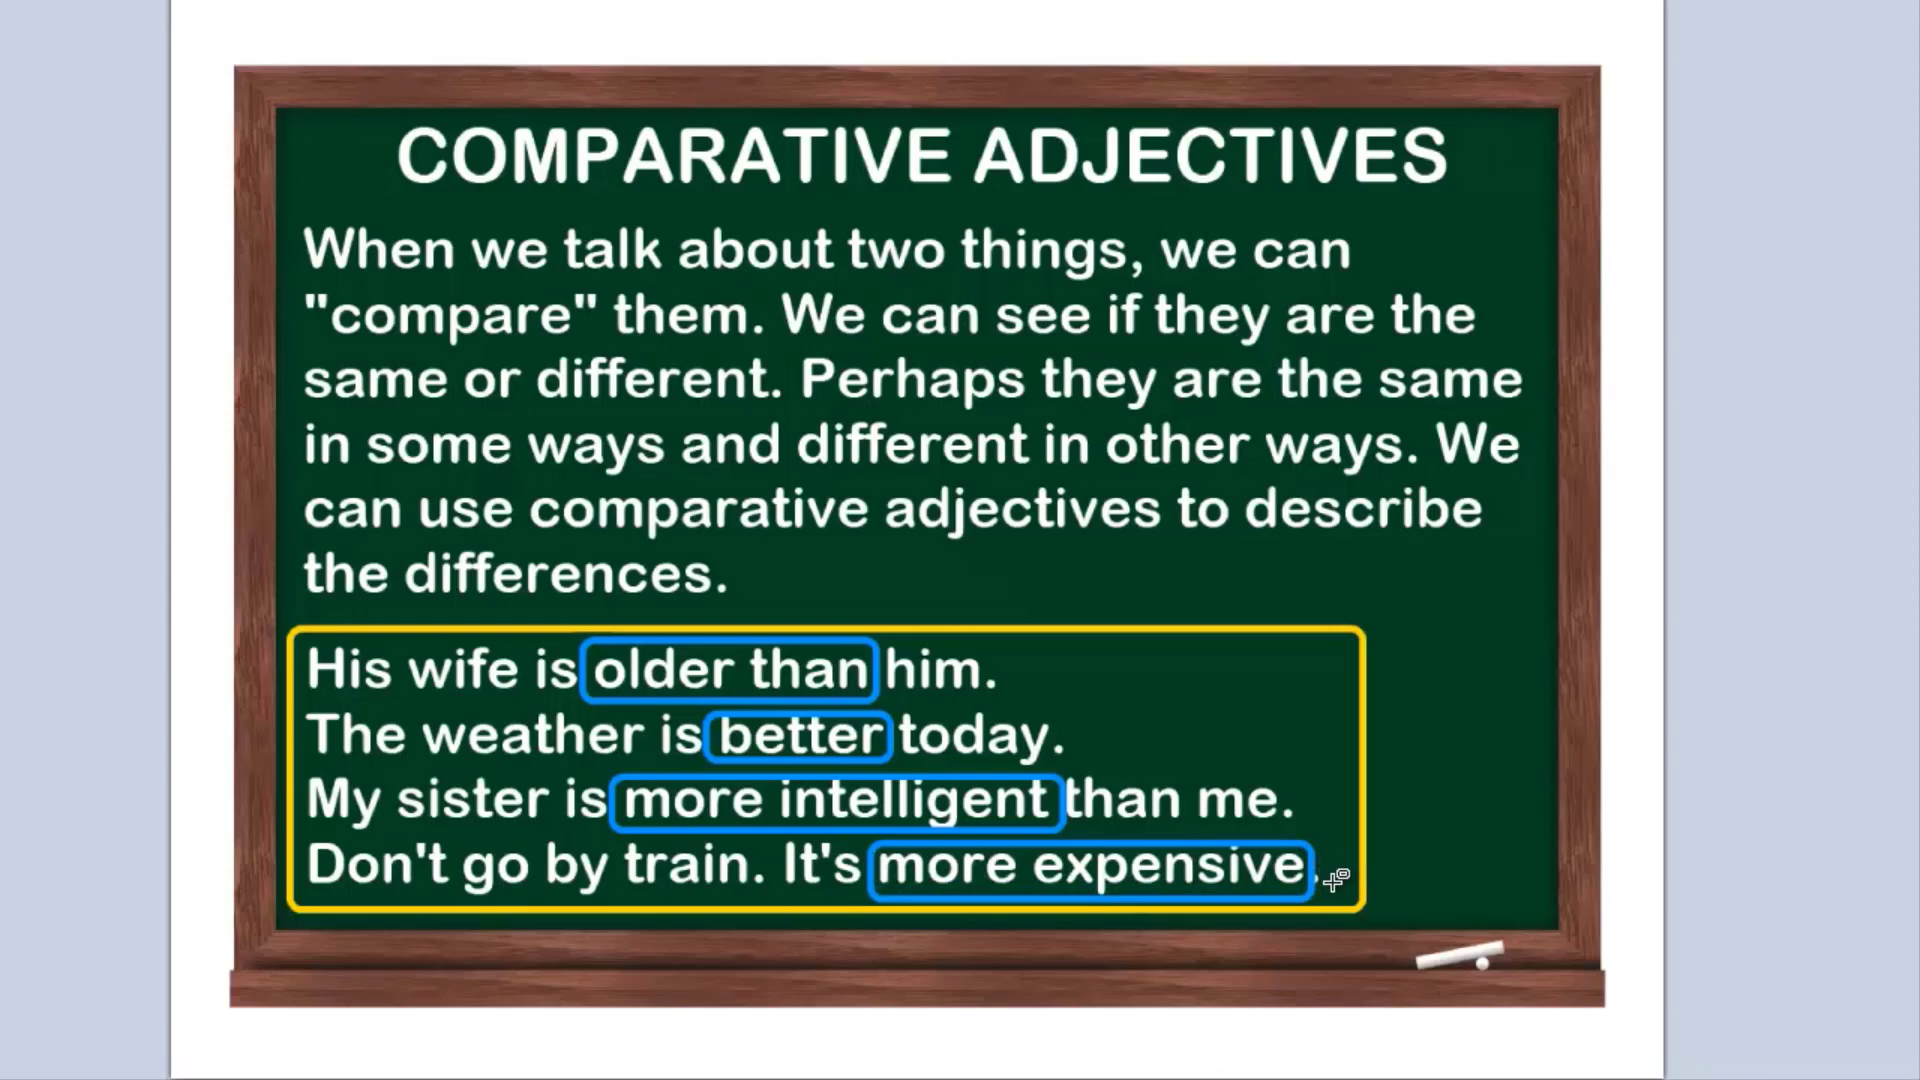 COMPARATIVE ADJECTIVES
When we talk about two things, we can
"compare" them. We can see if they are the
same or different. Perhaps they are the same
in some ways and different in other ways. We
can use comparative adjectives to describe
the differences.
His wife is older than him.
The weather is better today.
My sister is more intelligent than me.
Don't go by train. It's more expensive.